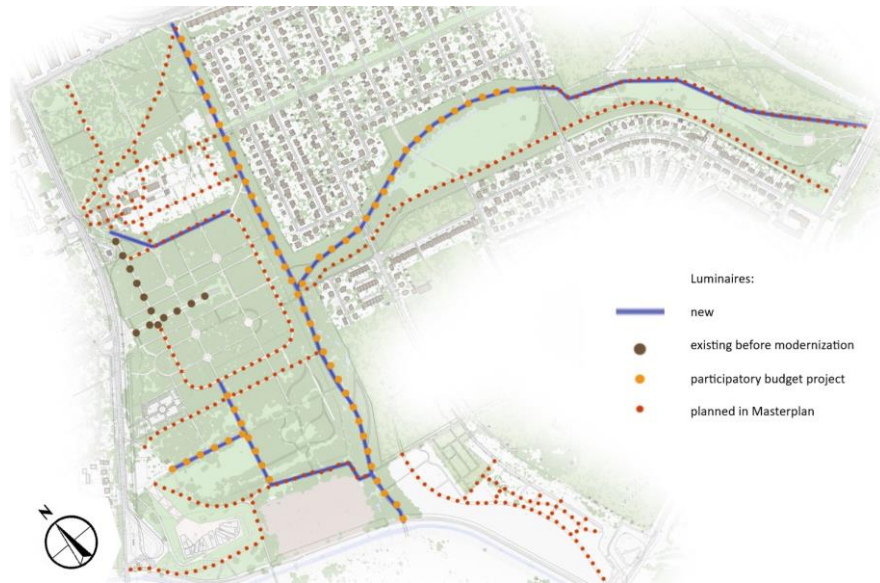 Luminaires:
new
existing before modernization
participatory budget project
planned in Masterplan
N